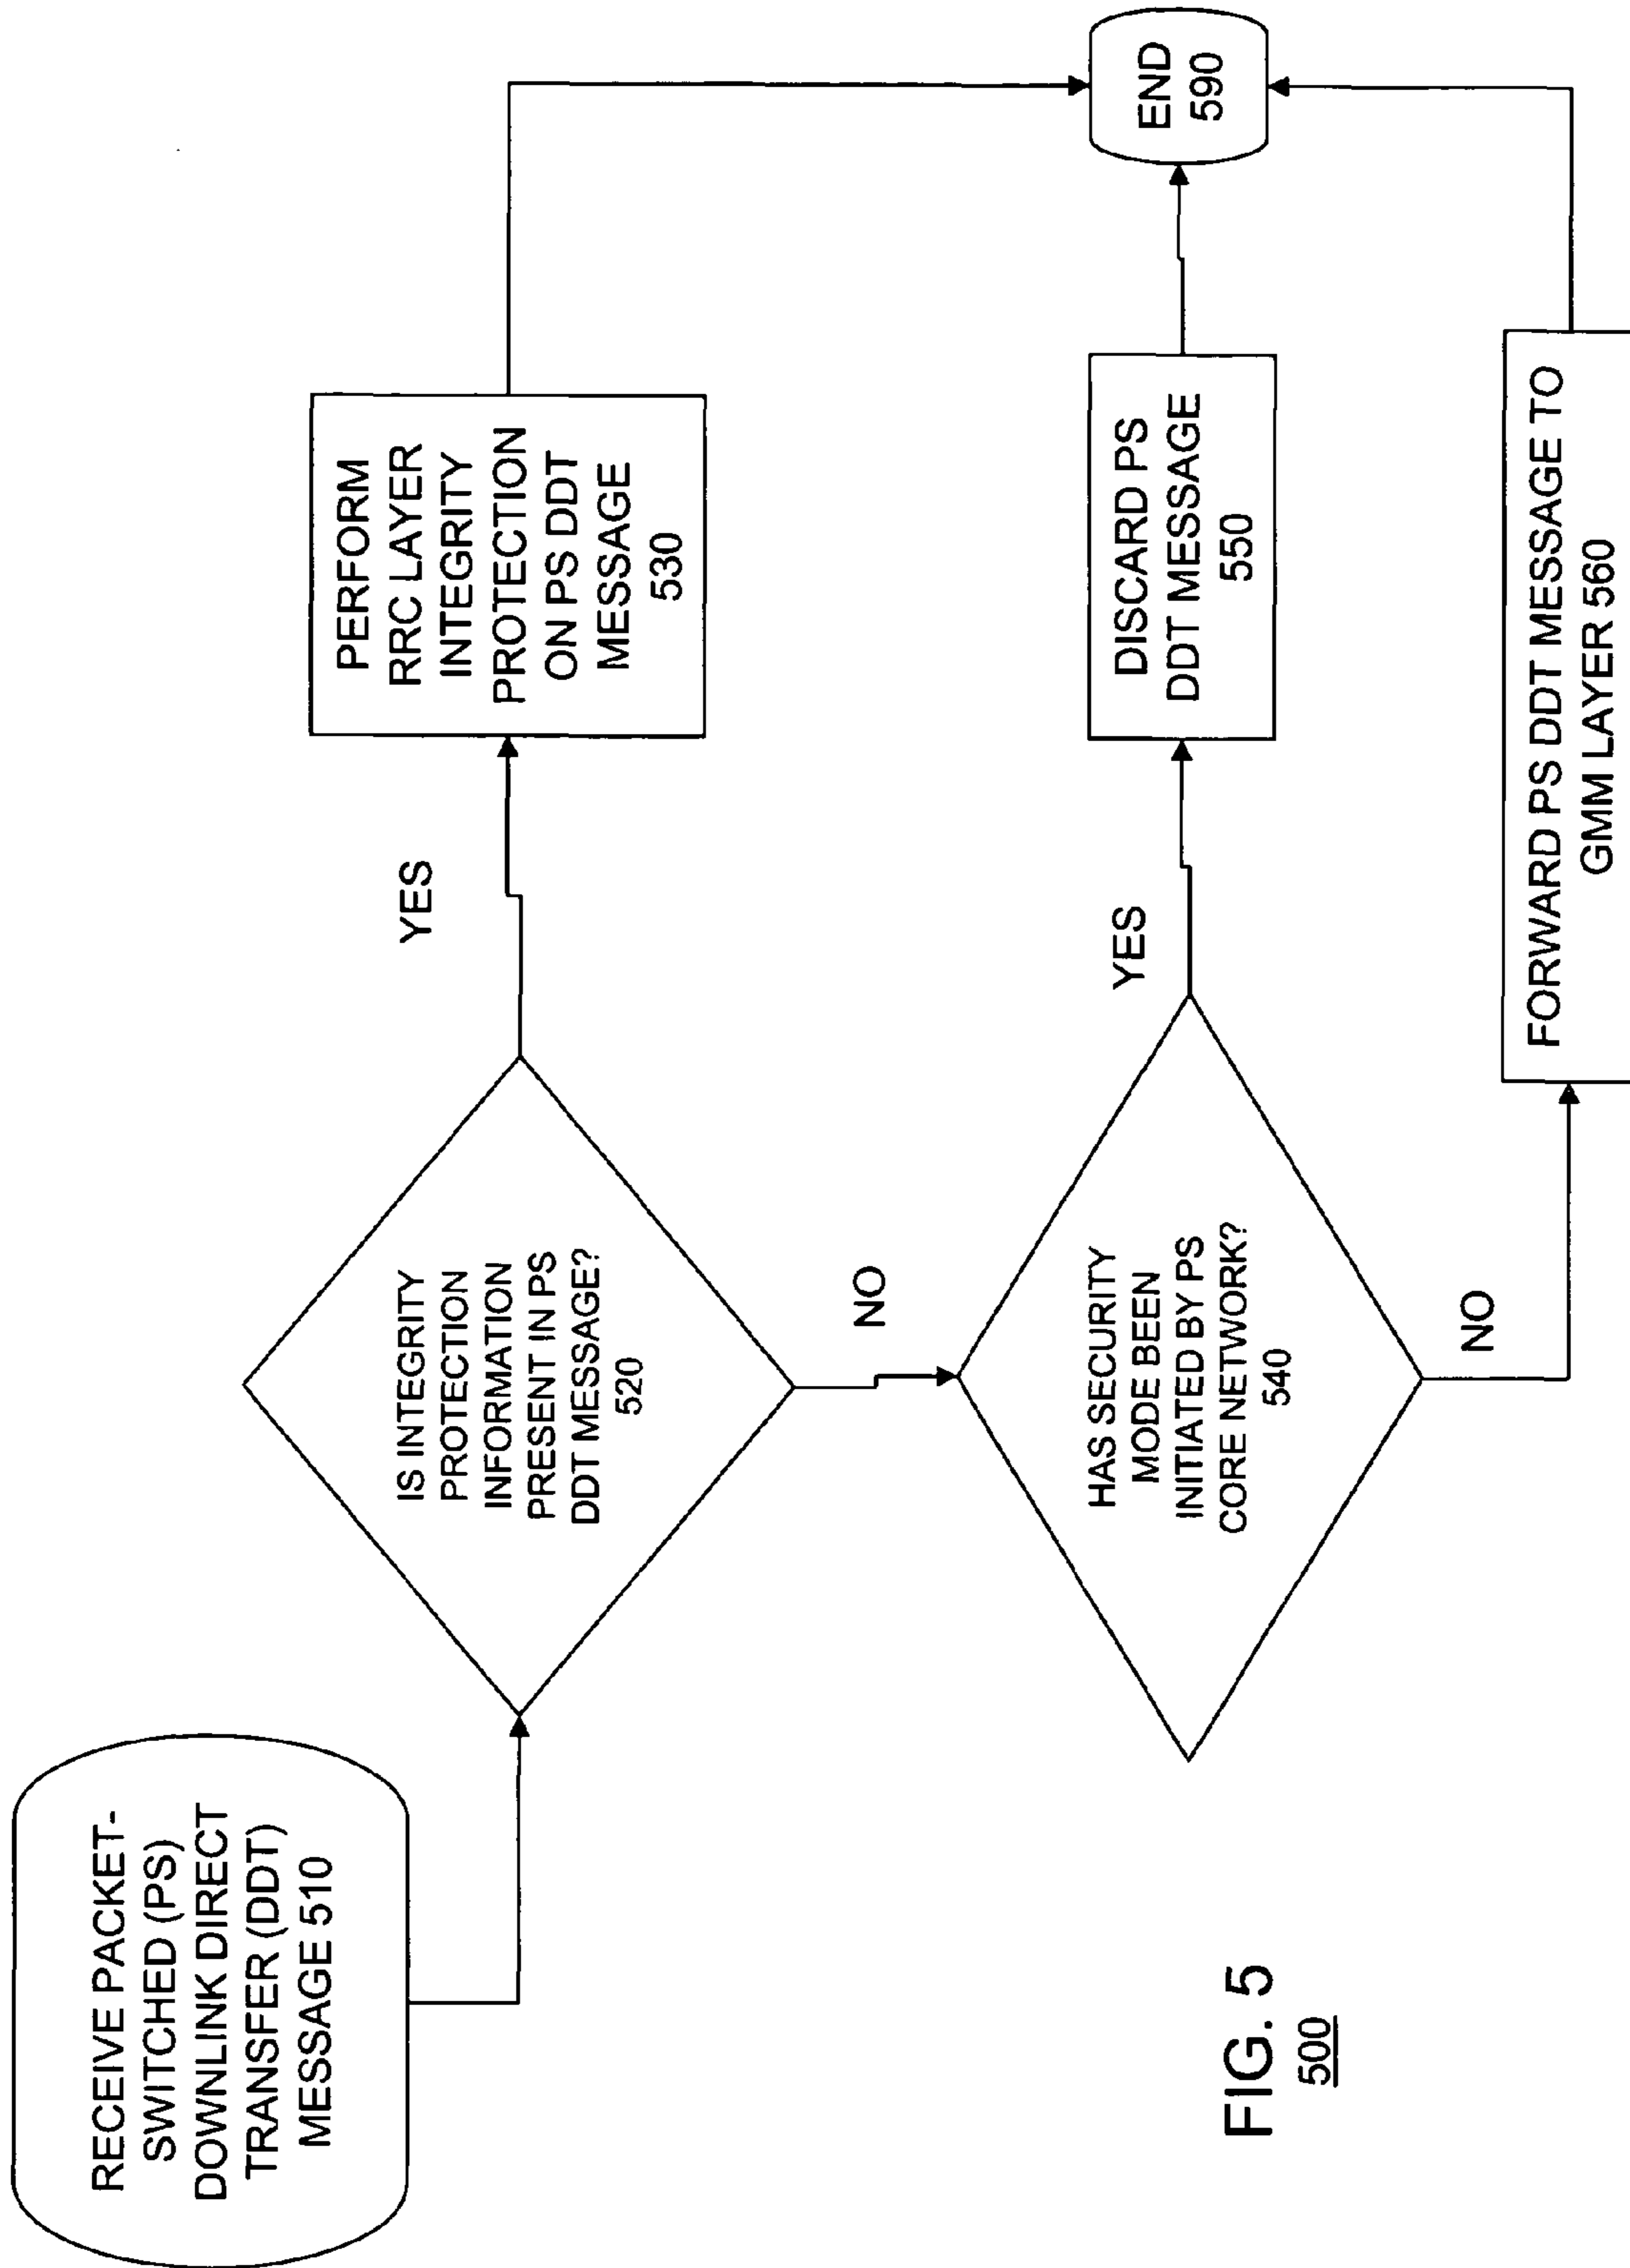 RECEIVE PACKET-
SWITCHED (PS)
DOWNLINK DIRECT
TRANSFER (DDT)
MESSAGE 510
IS INTEGRITY
PROTECTION
INFORMATION
PRESENT IN PS
DDT MESSAGE?
520
YES
PERFORM
RRC LAYER
INTEGRITY
PROTECTION
ON PS DDT
MESSAGE
530
NO
HAS SECURITY
MODE BEEN
INITIATED BY PS
CORE NETWORK?
540
YES
DISCARD PS
DDT MESSAGE
550
END
590
NO
FORWARD PS DDT MESSAGE TO
GMM LAYER 560
FIG. 5
500